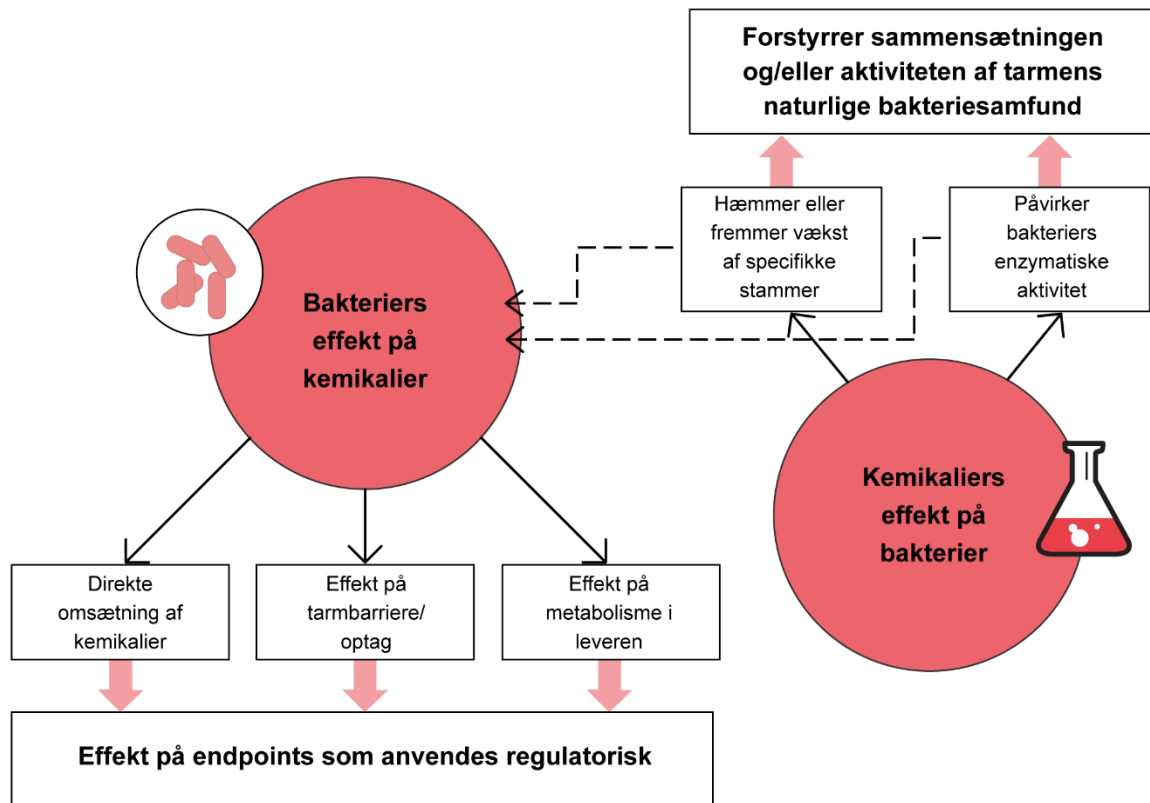 Forstyrrer sammensætningen
og/eller aktiviteten af tarmens
naturlige bakteriesamfund
Hæmmer eller
fremmer vækst
af specifikke
stammer
Påvirker
bakteriers
enzymatiske
aktivitet
Bakteriers
effekt på
kemikalier
Kemikaliers
effekt på
bakterier
Direkte
omsætning af
kemikalier
Effekt på
tarmbarriere/
optag
Effekt på
metabolisme i
leveren
Effekt på endpoints som anvendes regulatorisk